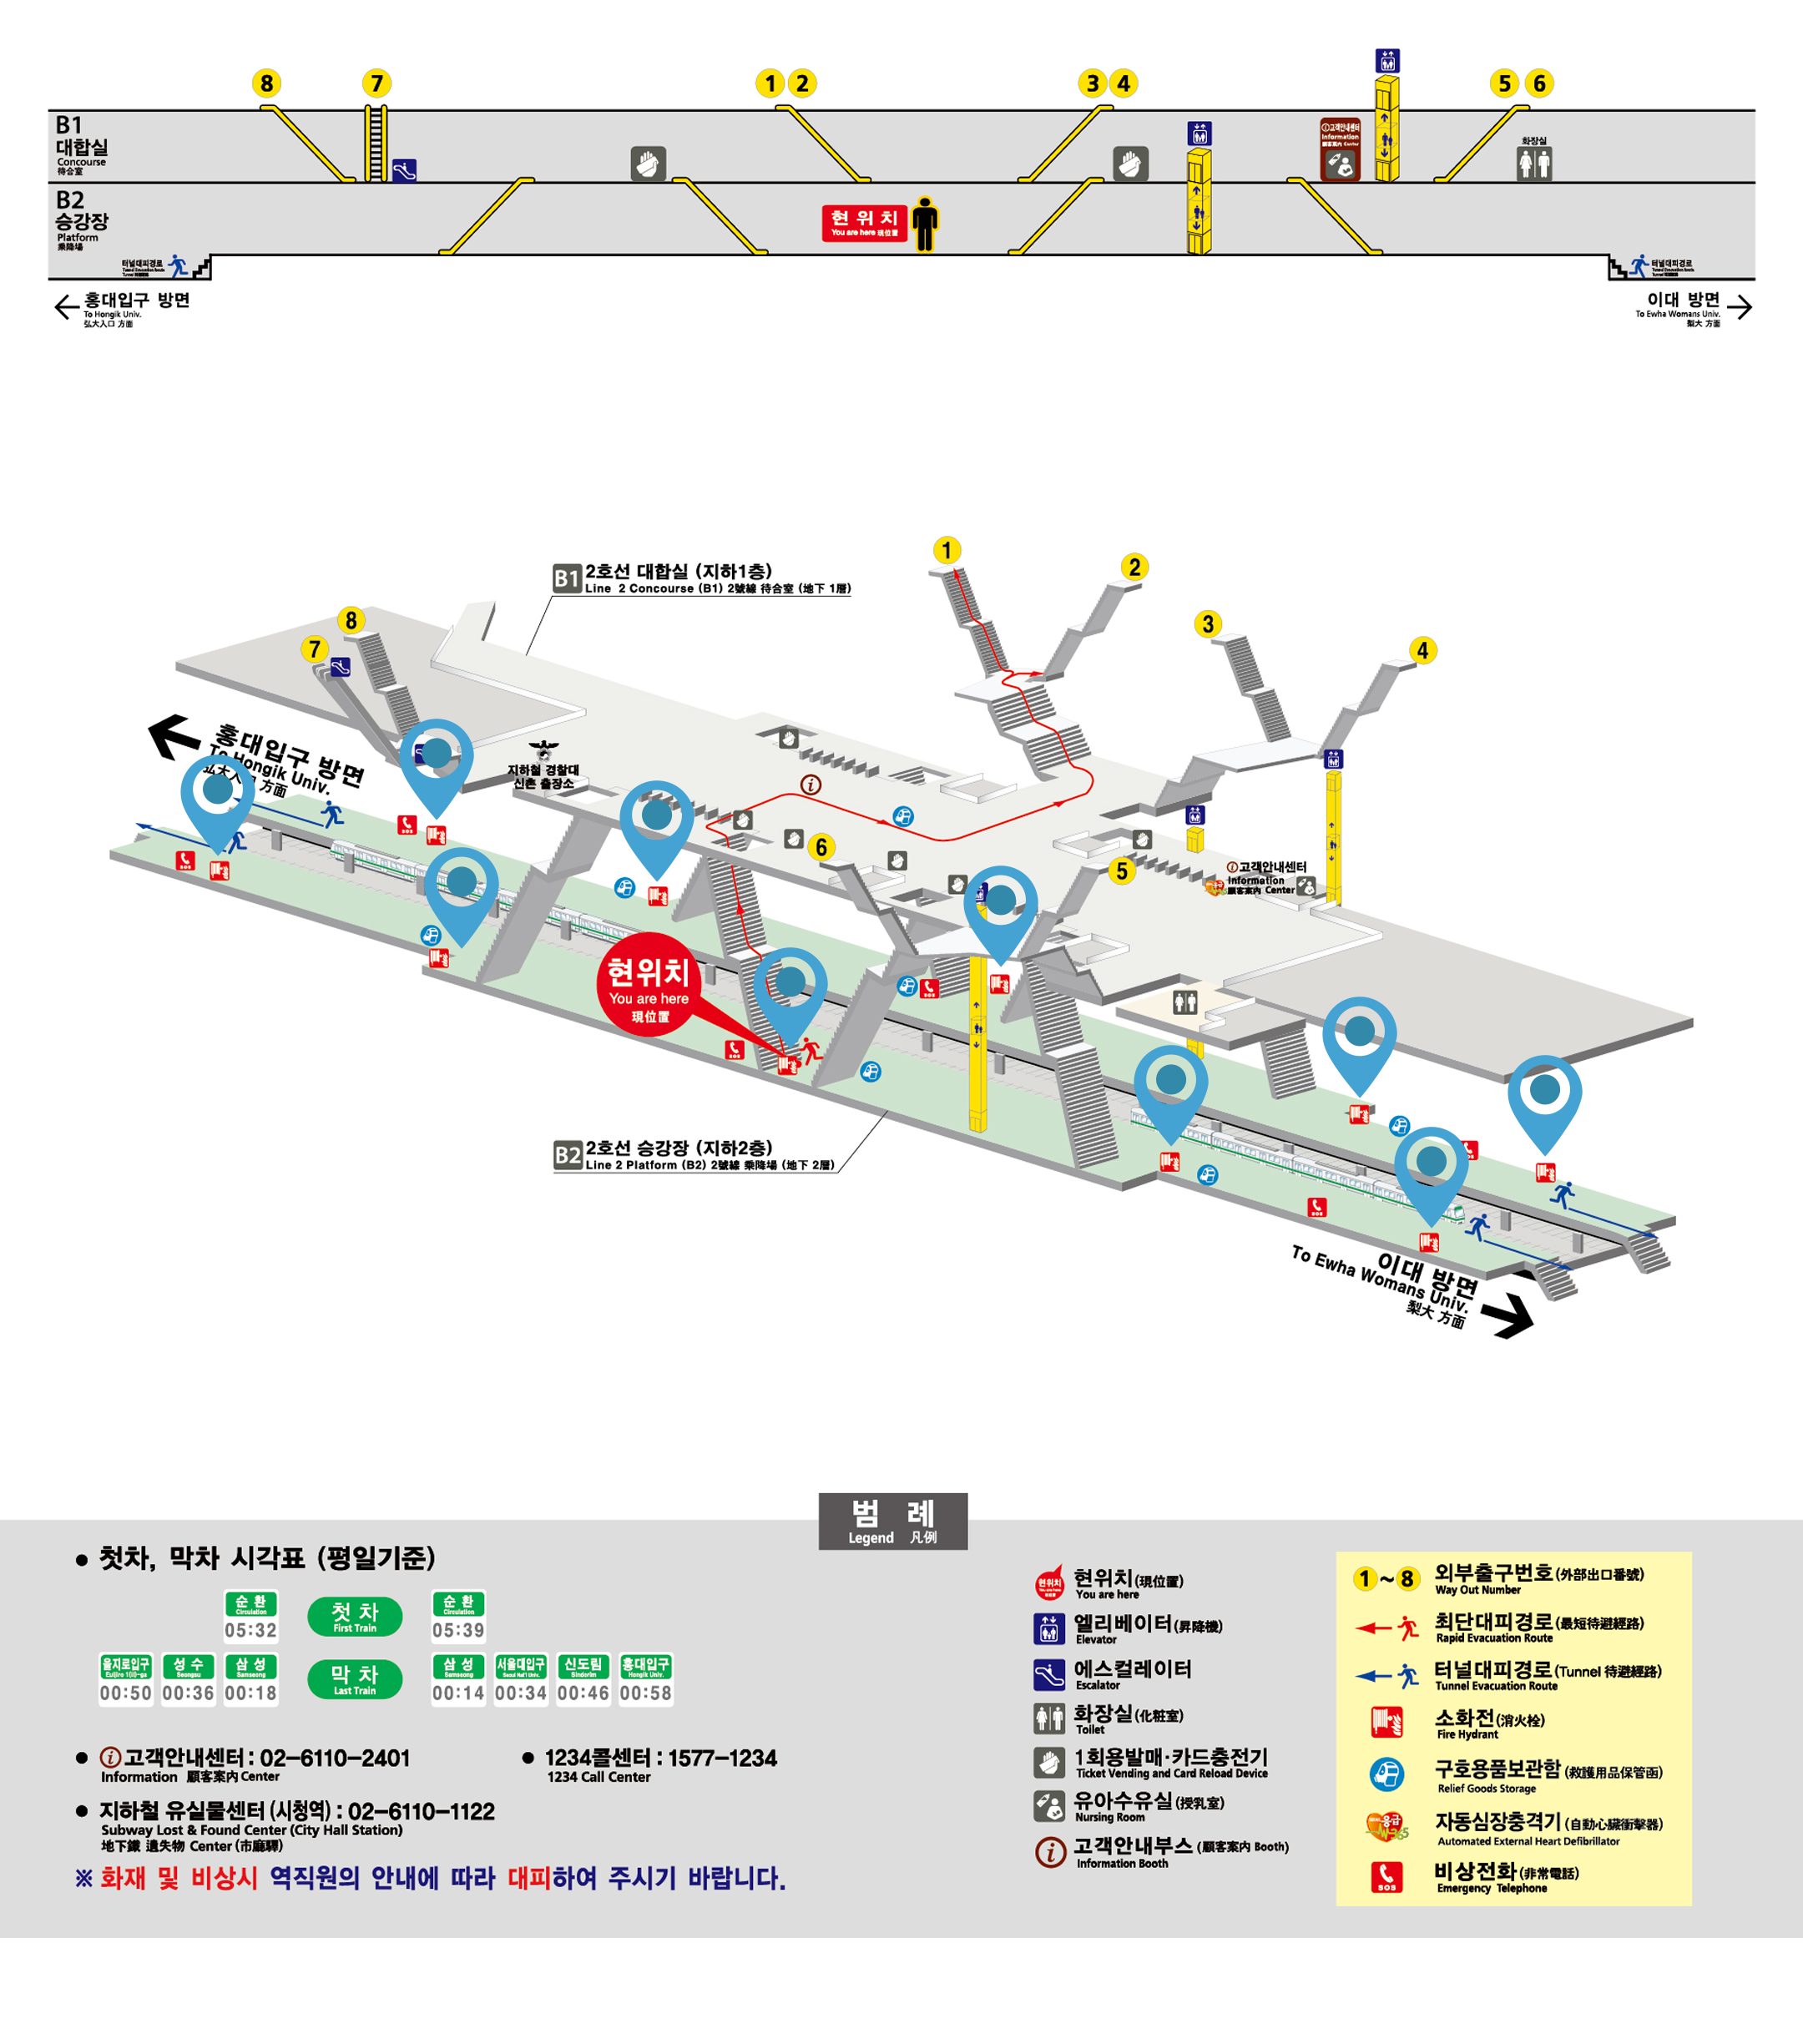 8
7
1 2
3 4
5 6
B1
대합실
Concourse
待合室
고객안내센터
Information
顧客案内 Center
화장실
B2
승강장
Platform
乘降場
현 위 치
You are here 現位置
터널대피경로
터널대피경로
홍대입구 방면
To Hongik Univ.
弘大入口 方面
이대 방면
To Ewha Womans Univ.
梨大 方面
B1 2호선 대합실 (지하1층)
Line 2 Concourse (B1) 2號線 待合室 (地下 1層)
1
2
3
4
8
7
홍대입구 방면
To Hongik Univ.
弘大入口 方面
지하철 경찰대
신촌 출장소
6
5
고객안내센터
Information
顧客案内 Center
SOS
SOS
SOS
SOS
SOS
SOS
현위치
You are here
現位置
B2 2호선 승강장 (지하2층)
Line 2 Platform (B2) 2號線 乘降場 (地下 2層)
이대 방면
To Ewha Womans Univ.
梨大 方面
범 례
Legend 凡例
첫차, 막차 시각표 (평일기준)
순 환
Circulation
05:32
첫 차
First Train
순 환
Circulation
05:39
을지로입구
00:50
성 수
Seongsu
00:36
삼 성
Samseong
00:18
막 차
Last Train
삼 성
Samseong
00:14
서울대입구
Seoul Nat'l Univ.
00:34
신도림
Sindorim
00:46
홍대입구
Hongik Univ.
00:58
고객안내센터 : 02-6110-2401
Information 顧客案内 Center
1234콜센터 : 1577-1234
1234 Call Center
지하철 유실물센터 (시청역) : 02-6110-1122
Subway Lost & Found Center (City Hall Station)
地下鐵 遺失物 Center (市廳驛)
※ 화재 및 비상시 역직원의 안내에 따라 대피하여 주시기 바랍니다.
현위치 (現位置)
You are here
엘리베이터 (昇降機)
Elevator
에스컬레이터
Escalator
화장실 (化粧室)
Toilet
1회용발매·카드충전기
Ticket Vending and Card Reload Device
유아수유실 (授乳室)
Nursing Room
고객안내부스 (顧客案内 Booth)
Information Booth
1~8 외부출구번호 (外部出口番號)
Way Out Number
최단대피경로 (最短待避經路)
Rapid Evacuation Route
터널대피경로 (Tunnel 待避經路)
Tunnel Evacuation Route
소화전 (消火栓)
Fire Hydrant
구호용품보관함 (救護用品保管函)
Relief Goods Storage
자동심장충격기 (自動心臟衝擊器)
Automated External Heart Defibrillator
비상전화 (非常電話)
Emergency Telephone
SOS